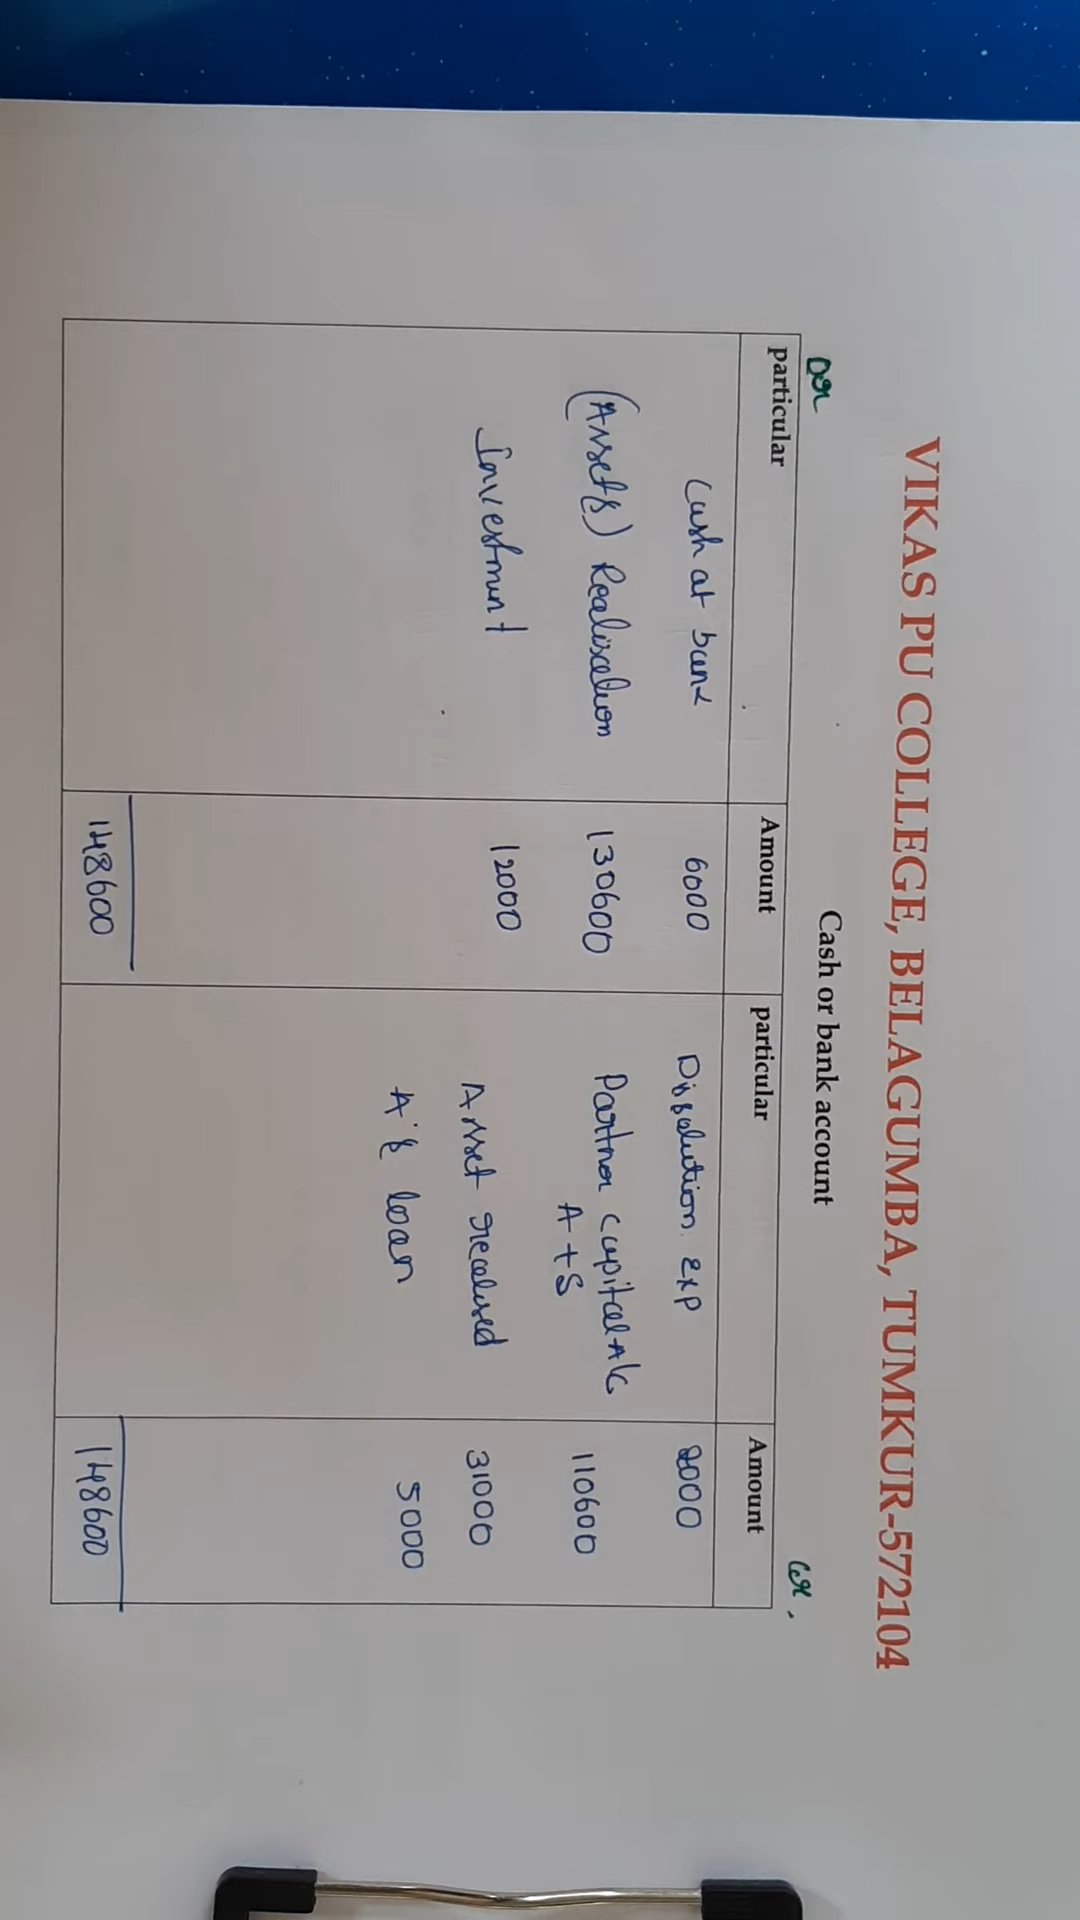 VIKAS PU COLLEGE, BELAGUMBA, TUMKUR-572104
Cash or bank account
Dr
Cr.
particular Amount particular Amount
Cash at bank 6000 Dissolution. Exp 2000
(Assets) Realisation 130600 Partner capital A/c 110600
A + S
Investment 12000 Asset realised 31000
A's loan 5000
148600 148600